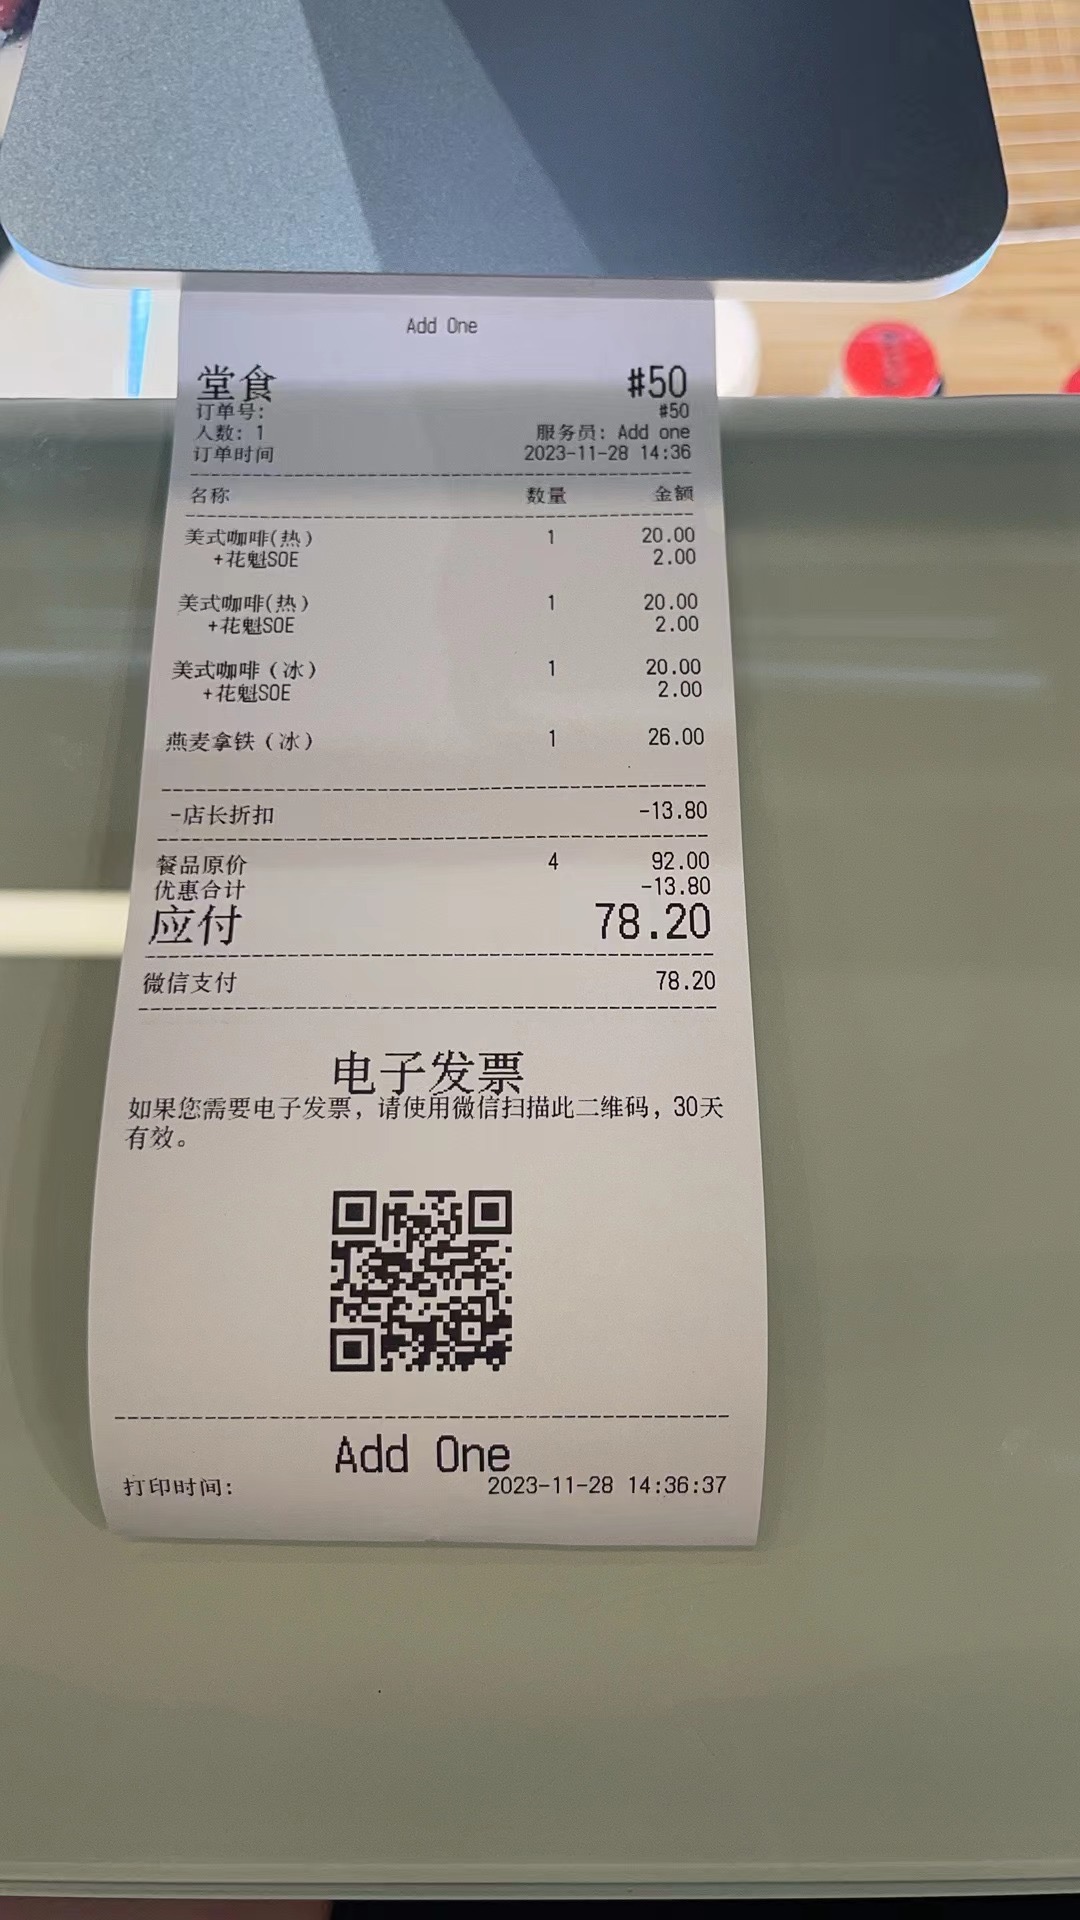 Add One
堂食 #50
订单号: #50
人数: 1 服务员: Add one
订单时间 2023-11-28 14:36
名称 数量 金额
美式咖啡(热) 1 20.00
+花魁SOE 2.00
美式咖啡(热) 1 20.00
+花魁SOE 2.00
美式咖啡（冰） 1 20.00
+花魁SOE 2.00
燕麦拿铁（冰） 1 26.00
-店长折扣 -13.80
餐品原价 4 92.00
优惠合计 -13.80
应付 78.20
微信支付 78.20
电子发票
如果您需要电子发票，请使用微信扫描此二维码，30天
有效。
Add One
打印时间: 2023-11-28 14:36:37